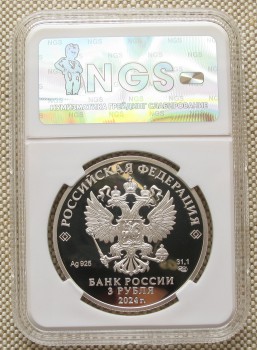 NGS
НУМИЗМАТИКА ГРЕЙДИНГ СЛАБИРОВАНИЕ
РОССИЙСКАЯ ФЕДЕРАЦИЯ
Ag 925
31,1
БАНК РОССИИ
3 РУБЛЯ
2024 г.